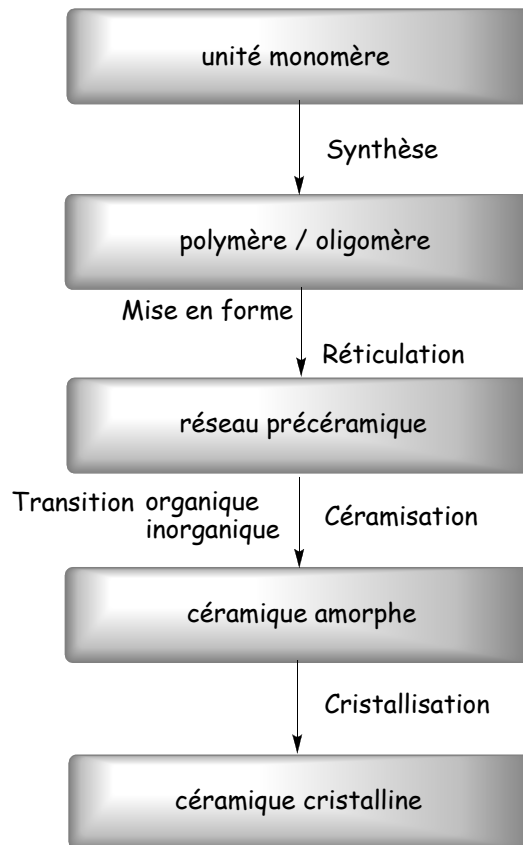 unité monomère
Synthèse
polymère / oligomère
Mise en forme
Réticulation
réseau précéramique
Transition organique
inorganique
Céramisation
céramique amorphe
Cristallisation
céramique cristalline